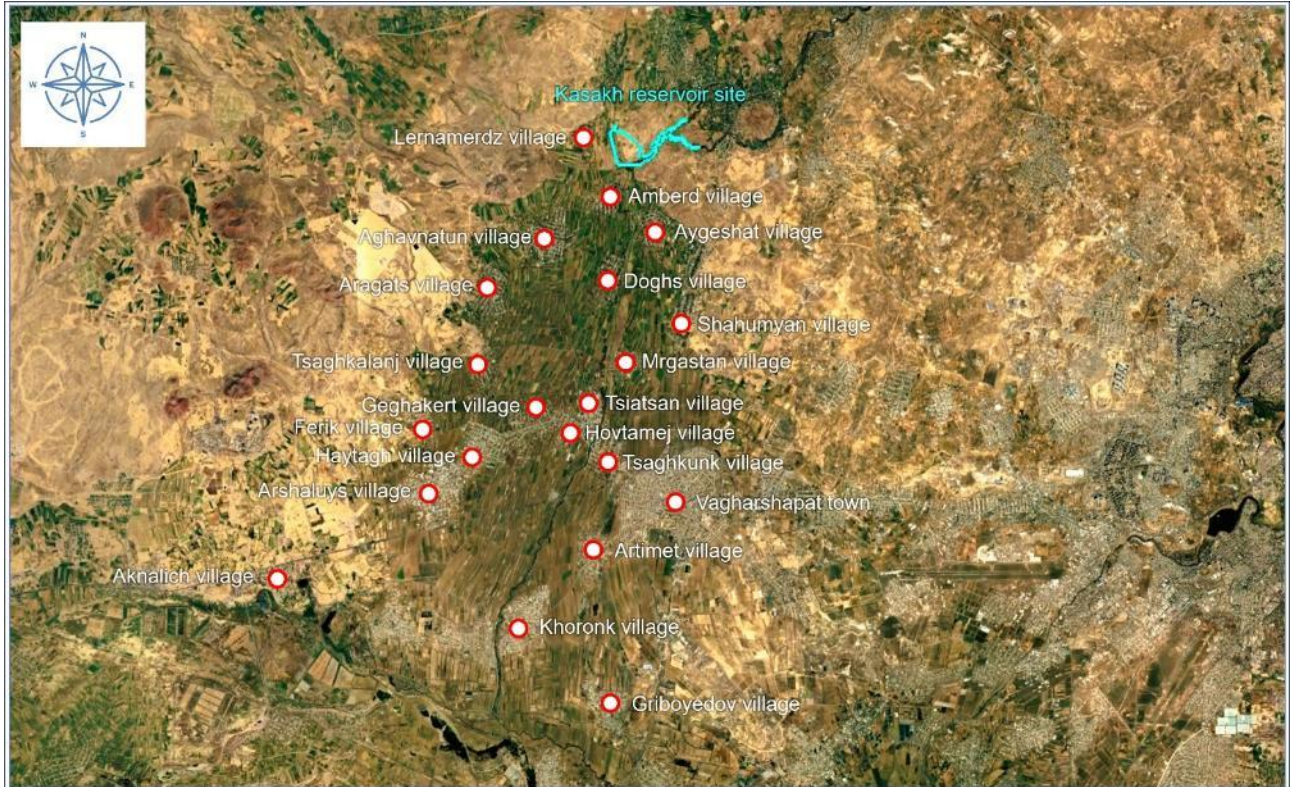 N
W
E
S
Kasakh reservoir site
Lernamerdz village
Amberd village
Aghavnatun village
Aygeshat village
Aragats village
Doghs village
Shahumyan village
Tsaghkalanj village
Mrgastan village
Geghakert village
Tsiatsan village
Ferik village
Hovtamej village
Haytagh village
Tsaghkunk village
Arshaluys village
Vagharshapat town
Artimet village
Aknalich village
Khoronk village
Griboyedov village